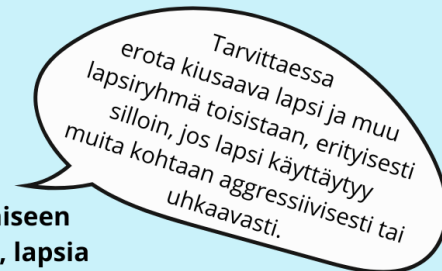 Tarvittaessa
erota kiusaava lapsi ja muu
lapsiryhmä toisistaan, erityisesti
silloin, jos lapsi käyttäytyy
muita kohtaan aggressiivisesti tai
uhkaavasti.
iseen
, lapsia